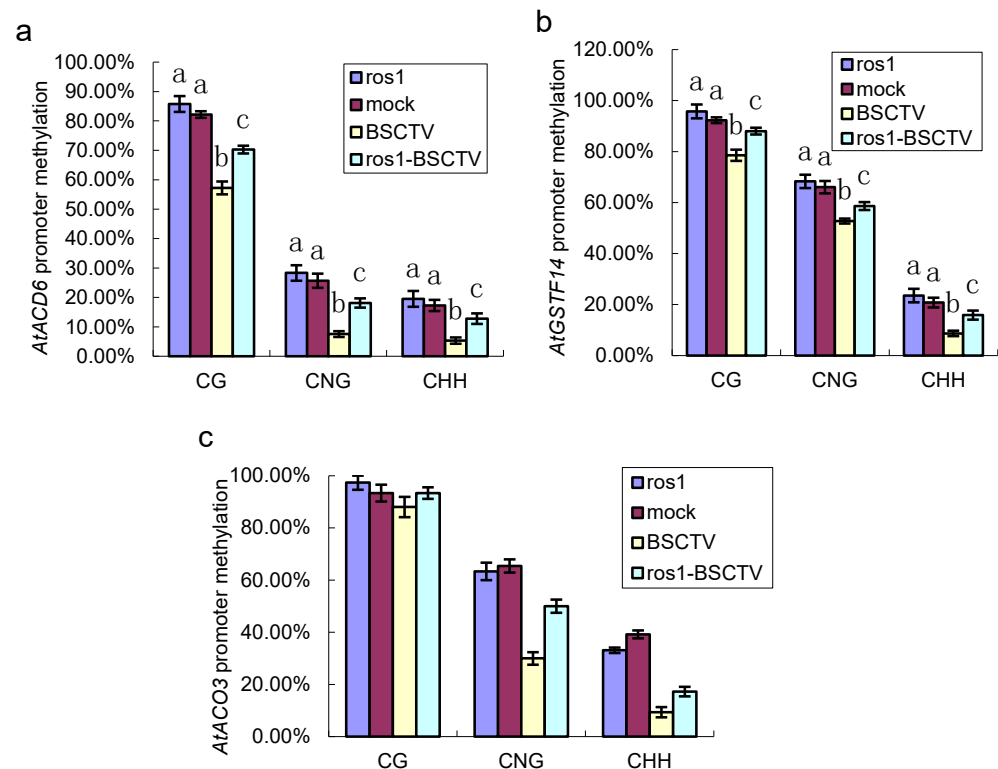 a
AtACD6 promoter methylation
100.00%
90.00%
80.00%
70.00%
60.00%
50.00%
40.00%
30.00%
20.00%
10.00%
0.00%
a a b c
a a b c
a a b c
CG CNG CHH
ros1
mock
BSCTV
ros1-BSCTV
b
AtGSTF14 promoter methylation
120.00%
100.00%
80.00%
60.00%
40.00%
20.00%
0.00%
a a b c
a a b c
a a b c
CG CNG CHH
ros1
mock
BSCTV
ros1-BSCTV
c
AtACO3 promoter methylation
100.00%
80.00%
60.00%
40.00%
20.00%
0.00%
CG CNG CHH
ros1
mock
BSCTV
ros1-BSCTV